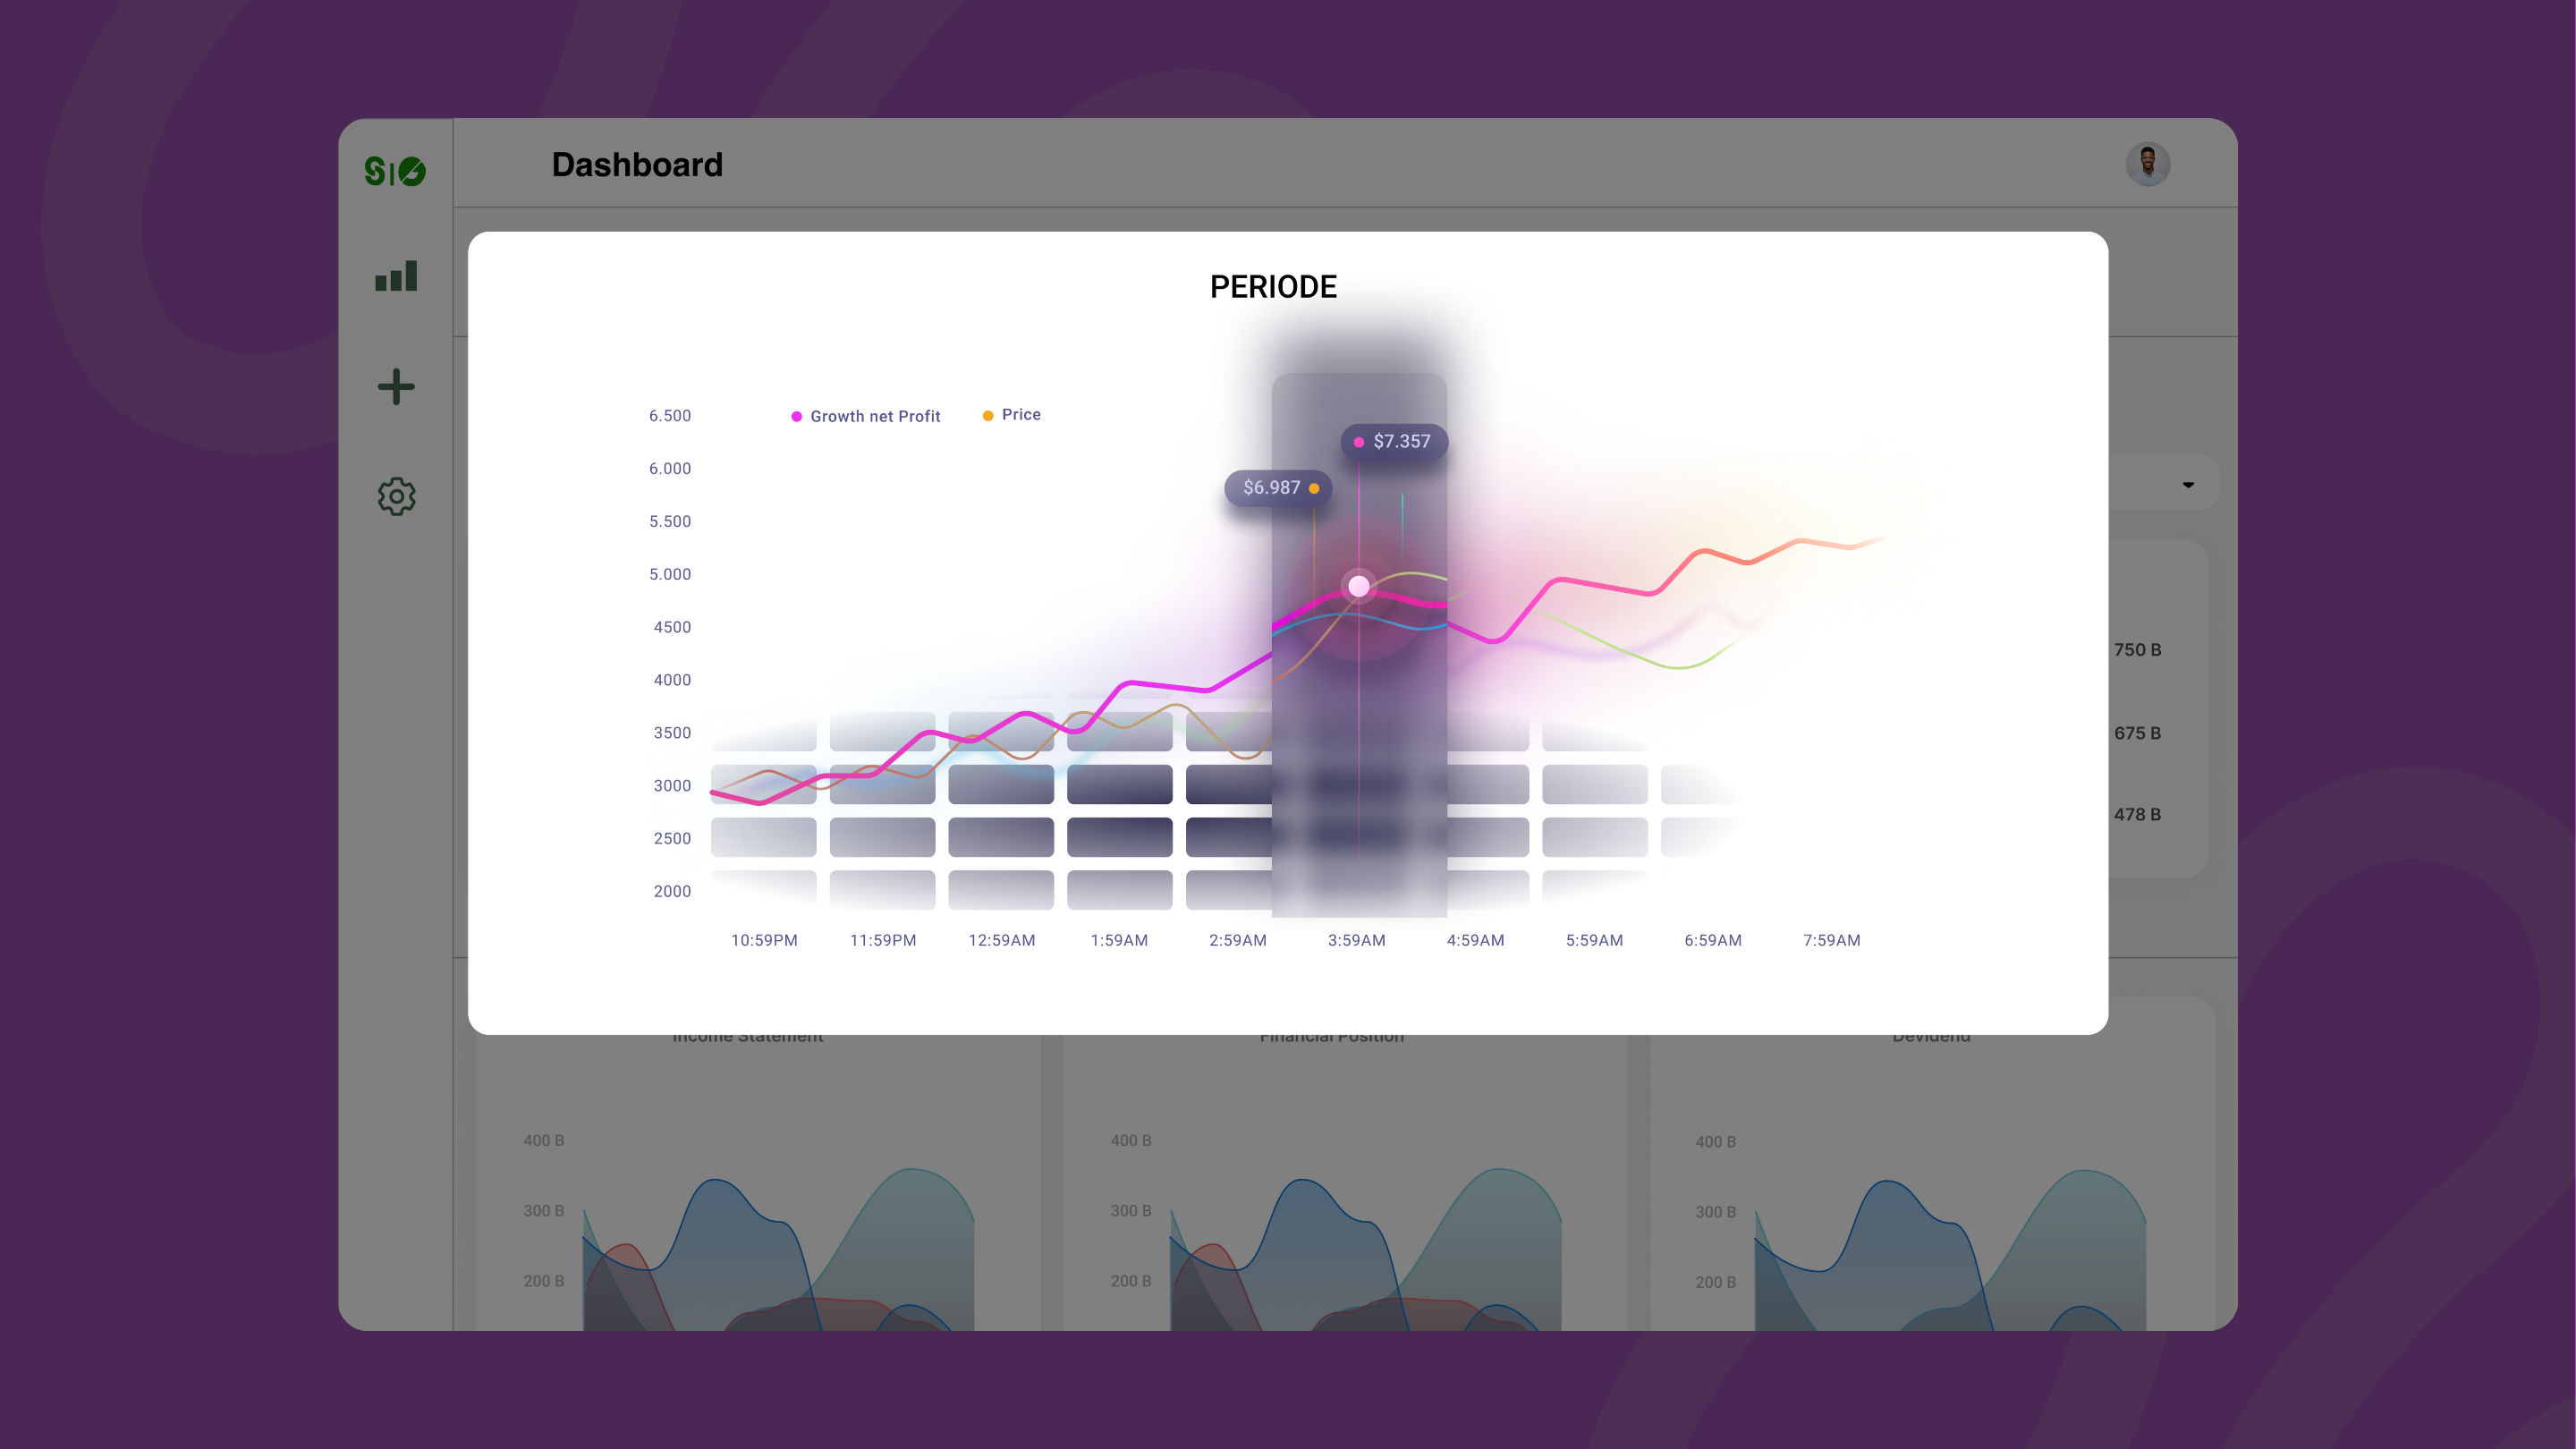 SIG
Dashboard
PERIODE
6.500
Growth net Profit
Price
$7.357
6.000
$6.987
5.500
5.000
4500
4000
3500
3000
2500
2000
10:59PM 11:59PM 12:59AM 1:59AM 2:59AM 3:59AM 4:59AM 5:59AM 6:59AM 7:59AM
750 B
675 B
478 B
Income Statement
Financial Position
Devidend
400 B
300 B
200 B
400 B
300 B
200 B
400 B
300 B
200 B